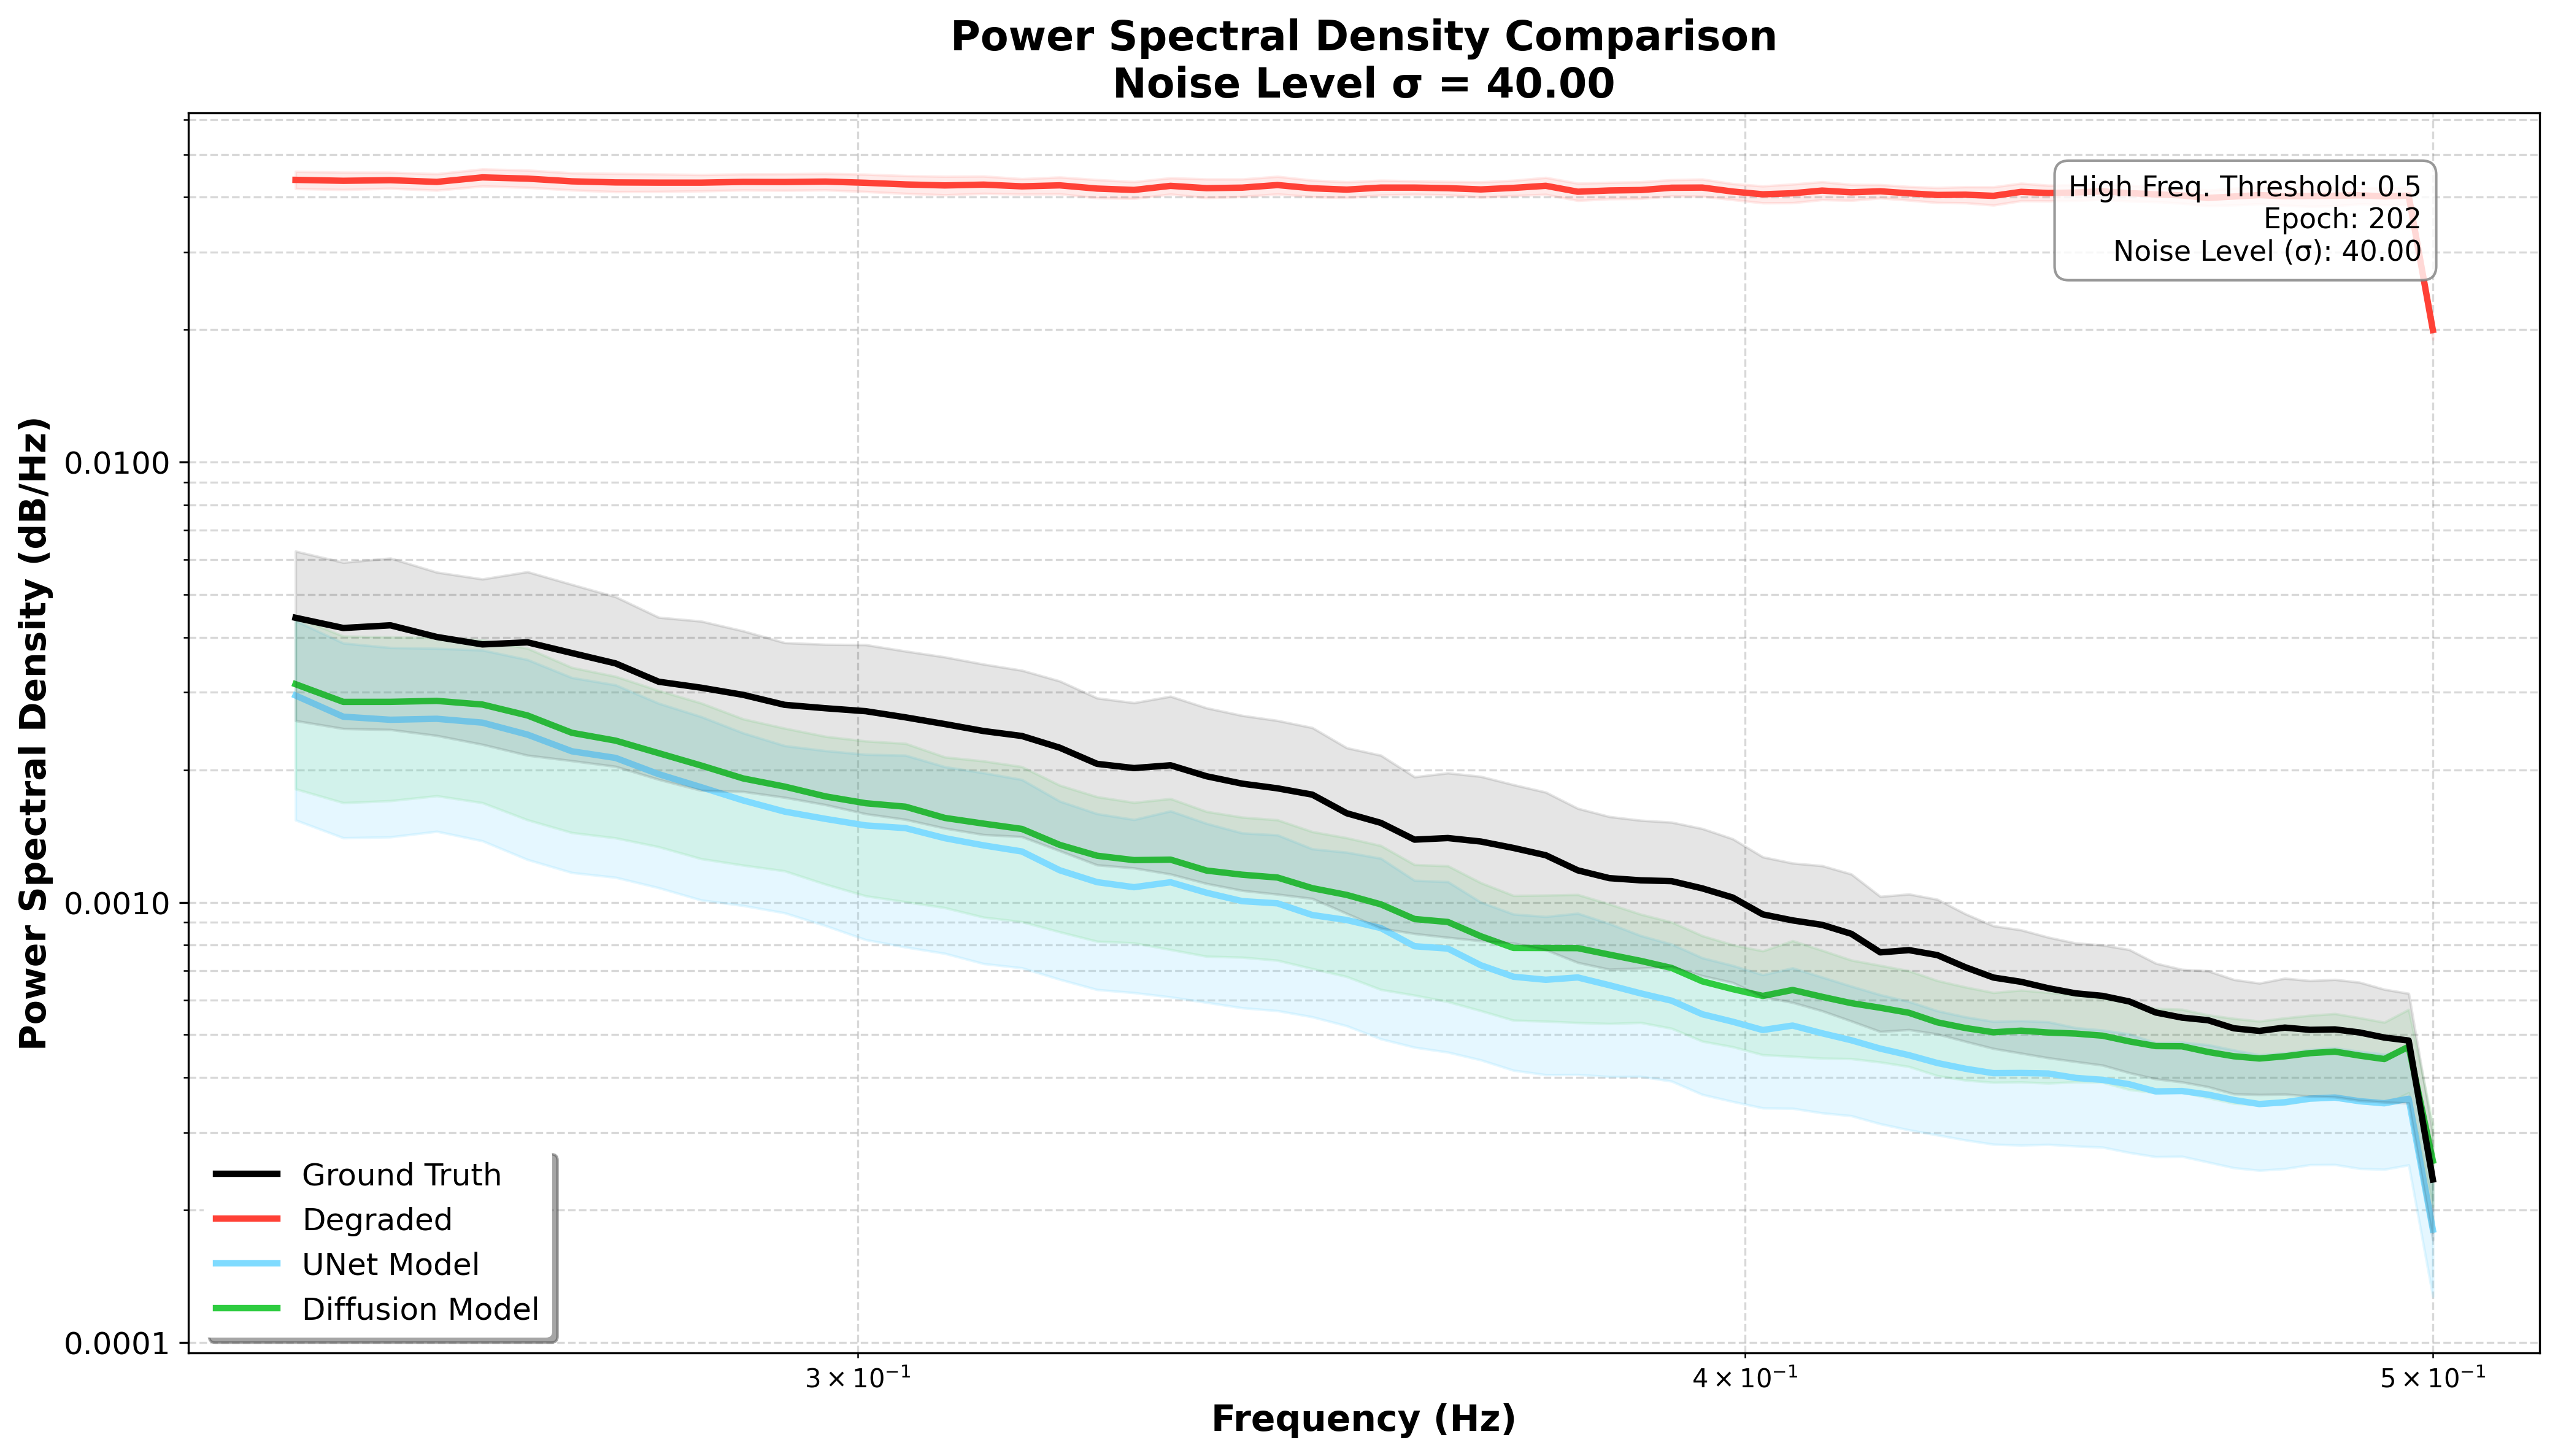 Power Spectral Density Comparison
Noise Level σ = 40.00
High Freq. Threshold: 0.5
Epoch: 202
Noise Level (σ): 40.00
Power Spectral Density (dB/Hz)
0.0100
0.0010
0.0001
Ground Truth
Degraded
UNet Model
Diffusion Model
3 × 10⁻¹
4 × 10⁻¹
5 × 10⁻¹
Frequency (Hz)